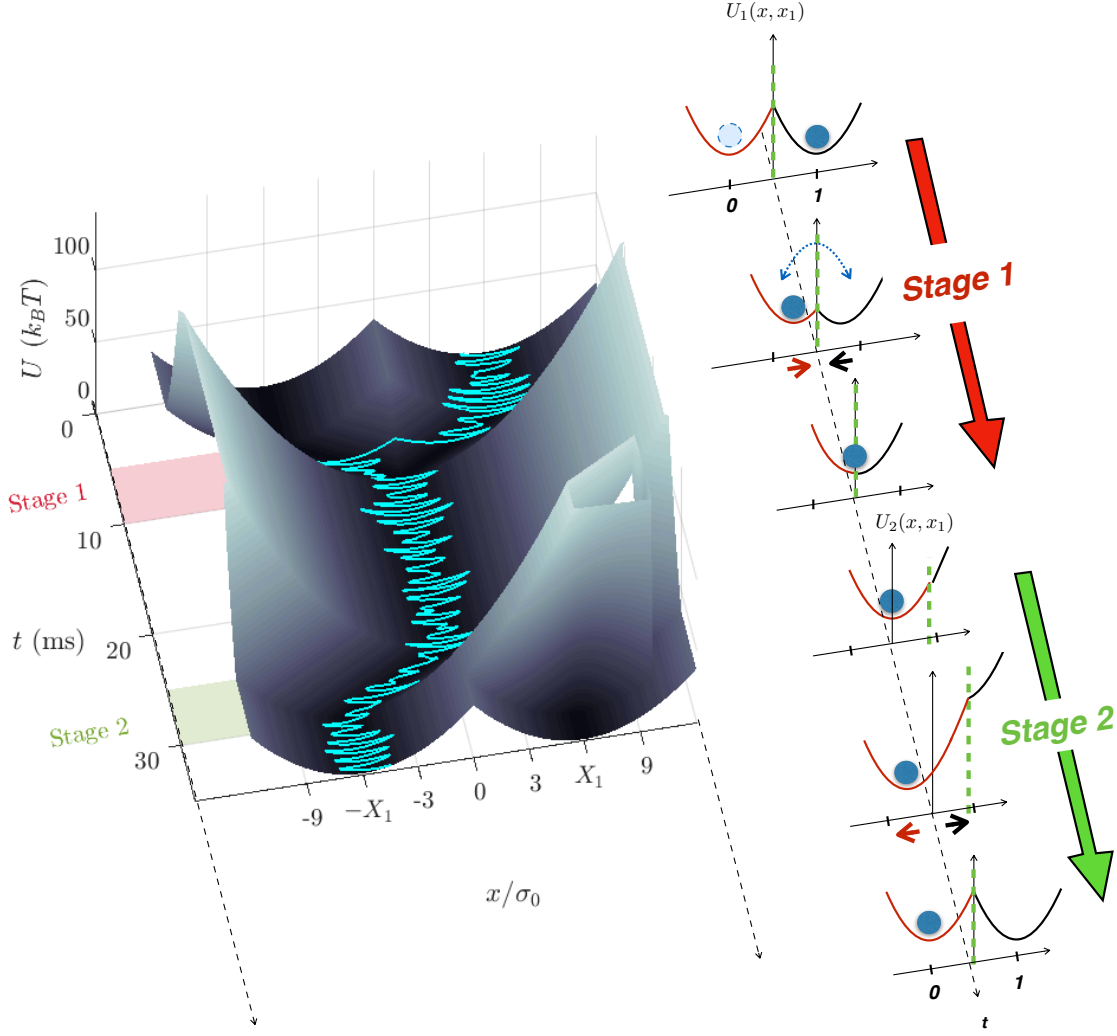 U (k_BT)
100
50
0
0
Stage 1
10
t (ms)
20
Stage 2
30
-9
−X_1
-3
0
3
X_1
9
x/σ_0
U_1(x, x_1)
0
1
Stage 1
U_2(x, x_1)
Stage 2
0
1
t